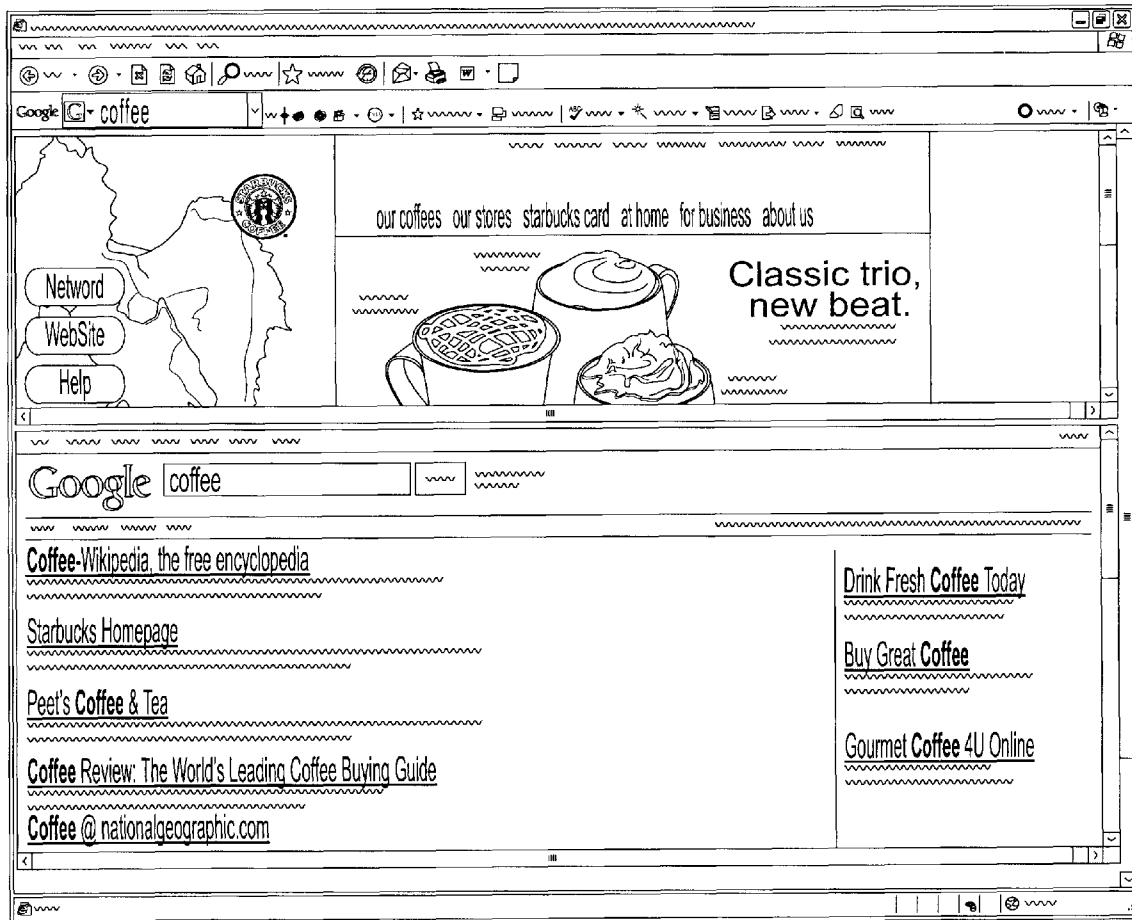 Google G coffee
STARBUCKS
COFFEE
our coffees our stores starbucks card at home for business about us
Classic trio,
new beat.
Netword
WebSite
Help
Google coffee
Coffee-Wikipedia, the free encyclopedia
Starbucks Homepage
Peet's Coffee & Tea
Coffee Review: The World's Leading Coffee Buying Guide
Coffee @ nationalgeographic.com
Drink Fresh Coffee Today
Buy Great Coffee
Gourmet Coffee 4U Online